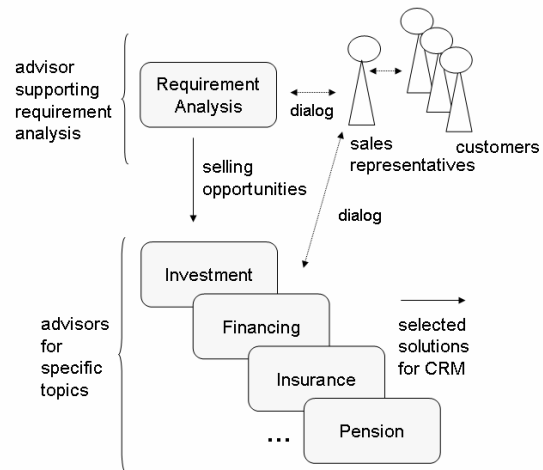 advisor
supporting
requirement
analysis
Requirement
Analysis
dialog
sales
representatives
customers
selling
opportunities
dialog
Investment
Financing
Insurance
Pension
...
advisors
for
specific
topics
selected
solutions
for CRM